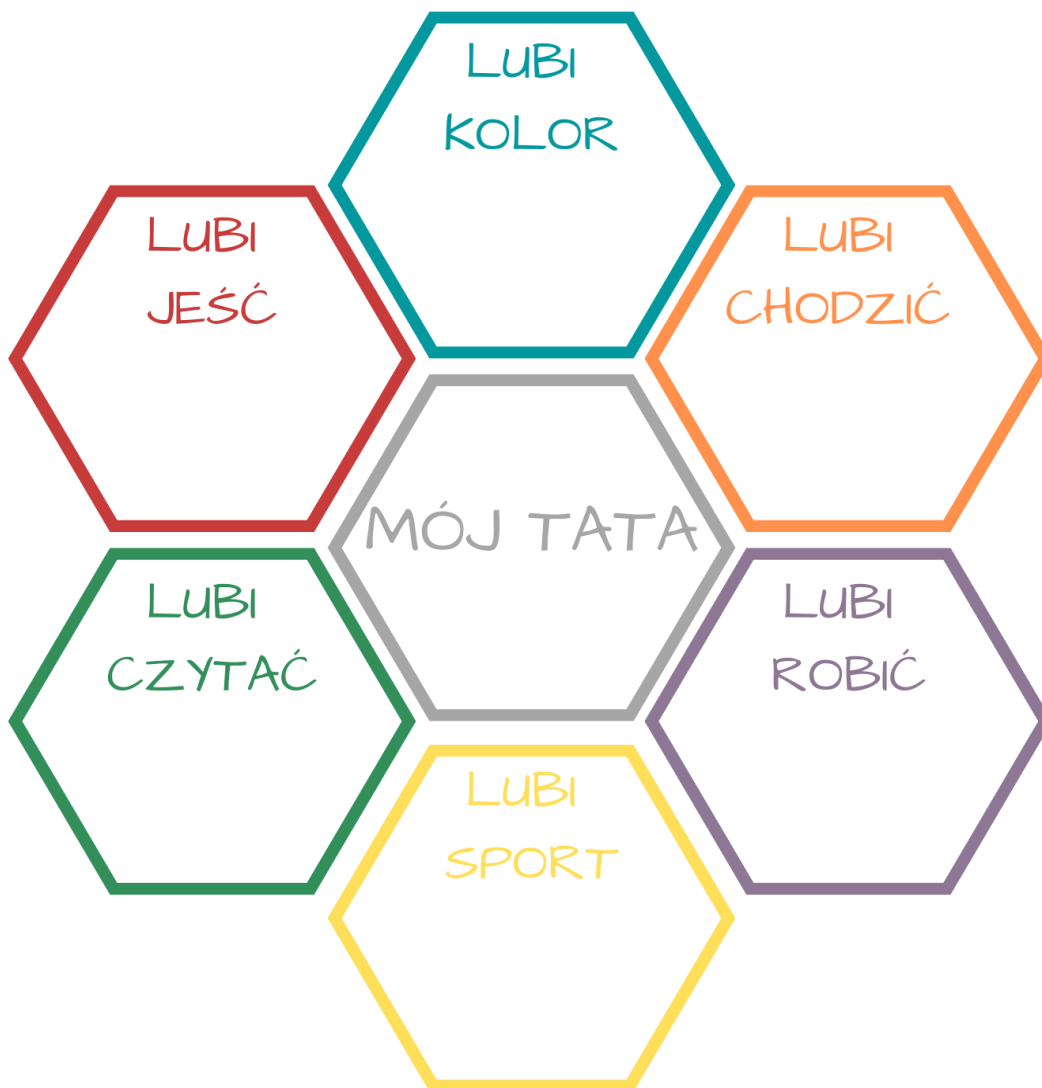 LUBI
KOLOR
LUBI
JEŚĆ
LUBI
CHODZIĆ
MÓJ TATA
LUBI
CZYTAĆ
LUBI
ROBIĆ
LUBI
SPORT